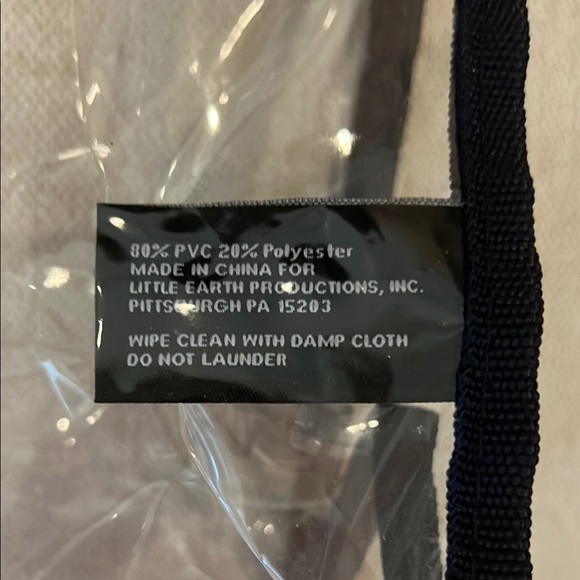 80% PVC 20% Polyester
MADE IN CHINA FOR
LITTLE EARTH PRODUCTIONS, INC.
PITTSBURGH PA 15203
WIPE CLEAN WITH DAMP CLOTH
DO NOT LAUNDER